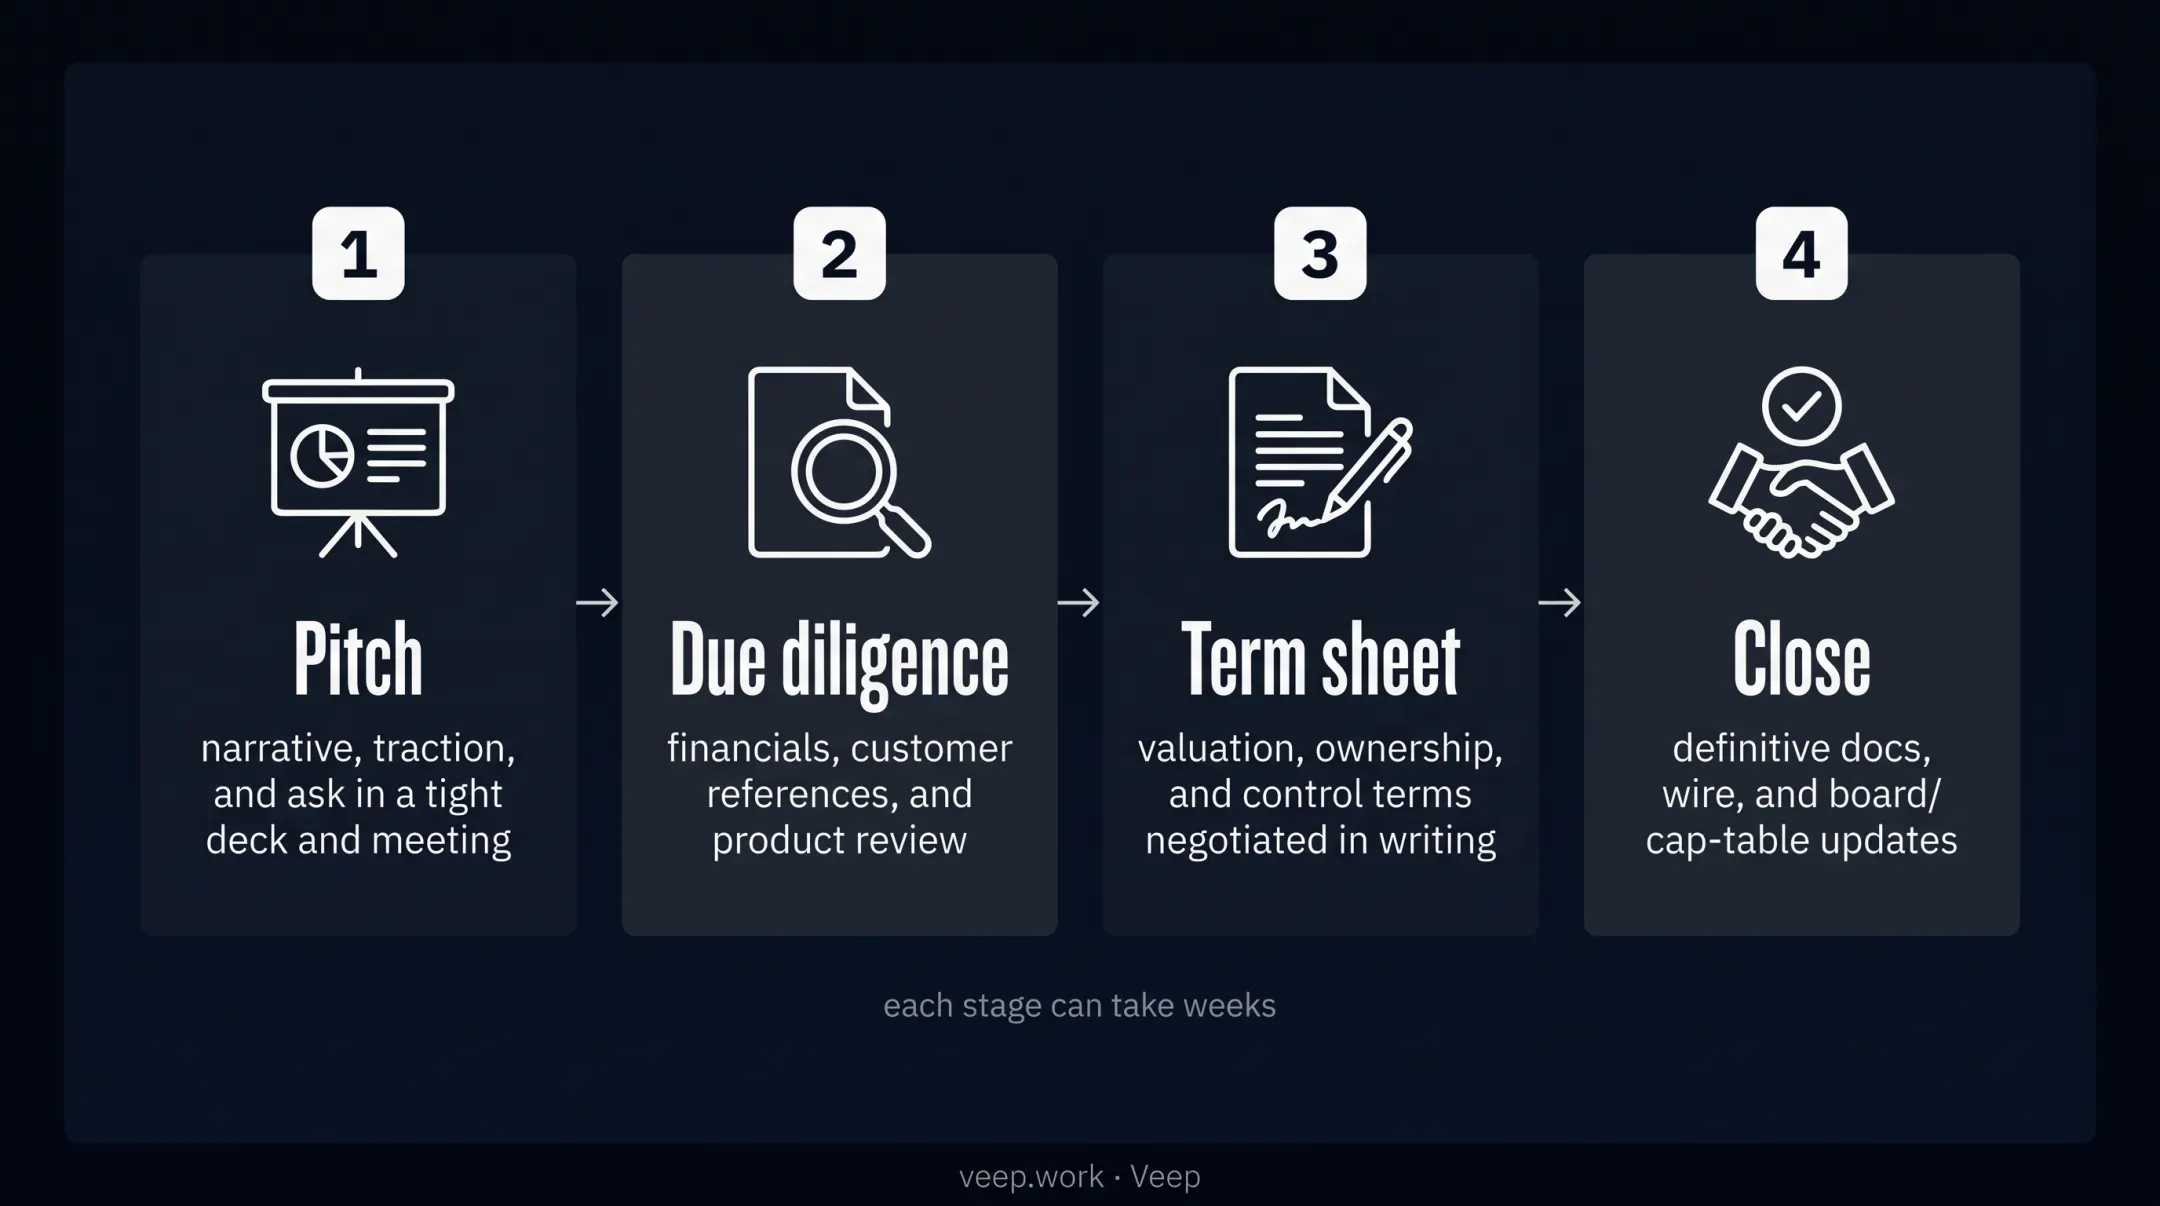 1
Pitch
narrative, traction,
and ask in a tight
deck and meeting
2
Due diligence
financials, customer
references, and
product review
3
Term sheet
valuation, ownership,
and control terms
negotiated in writing
4
Close
definitive docs,
wire, and board/
cap-table updates
each stage can take weeks
veep.work · Veep